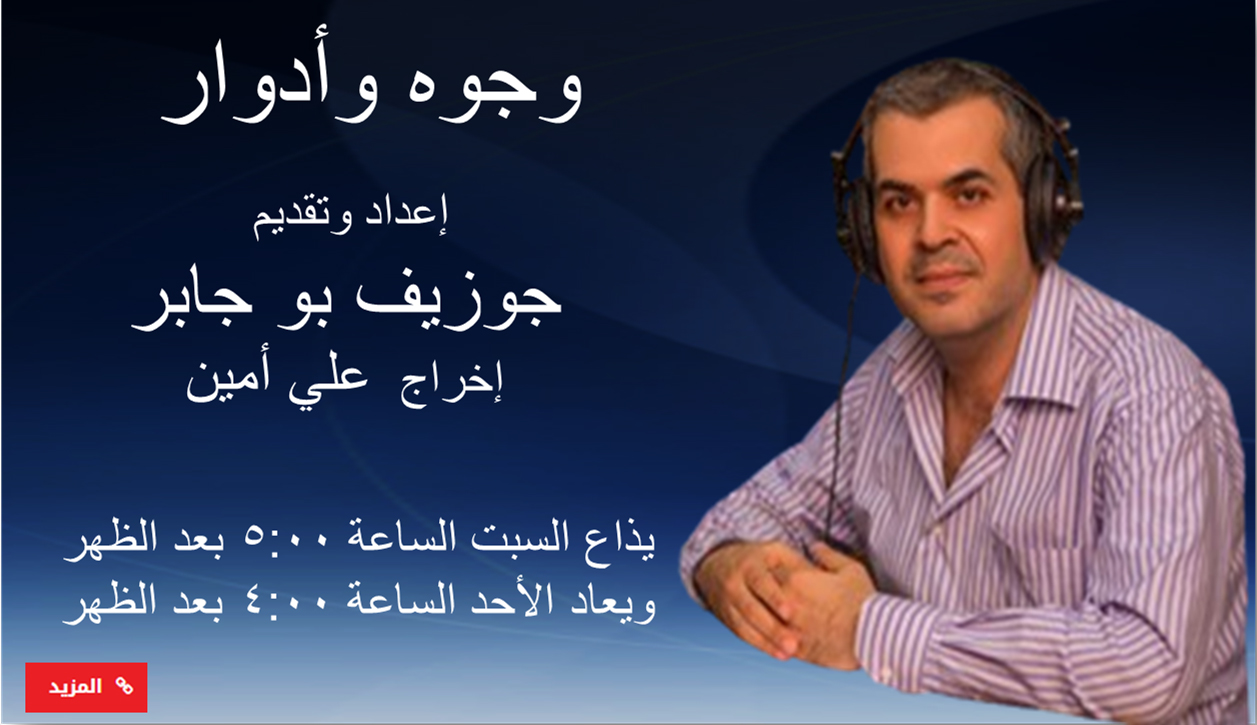 وجوه وأدوار
إعداد وتقديم
جوزيف بو جابر
إخراج علي أمين
يذاع السبت الساعة ٥:٠٠ بعد الظهر
ويعاد الأحد الساعة ٤:٠٠ بعد الظهر
المزيد